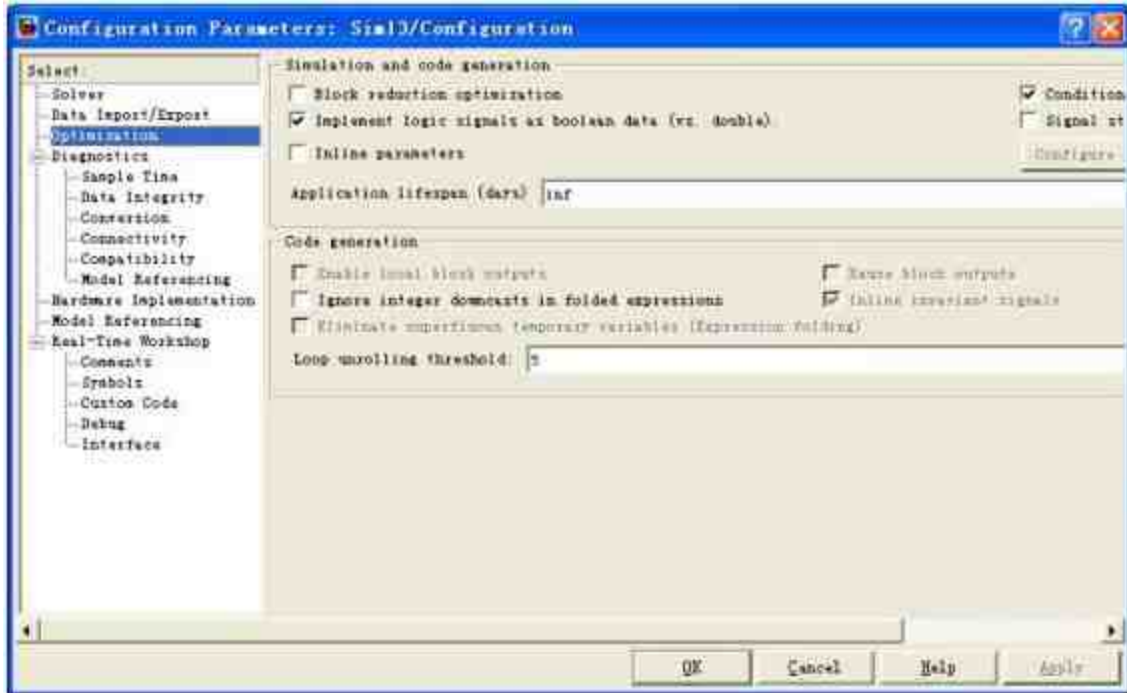 Configuration Parameters: Sim13/Configuration
Select:
Solver
Data Import/Export
Optimization
Diagnostics
Sample Time
Data Integrity
Conversion
Connectivity
Compatibility
Model Referencing
Hardware Implementation
Model Referencing
Real-Time Workshop
Comments
Symbols
Custom Code
Debug
Interface
Simulation and code generation
Block reduction optimization
Condition
Implement logic signals as boolean data (vs. double)
Signal st
Inline parameters
Configure
Application lifespan (days) inf
Code generation
Enable local block outputs
Reuse block outputs
Ignore integer downcasts in folded expressions
Inline invariant signals
Eliminate superfluous temporary variables (Expression folding)
Loop unrolling threshold: 5
OK
Cancel
Help
Apply